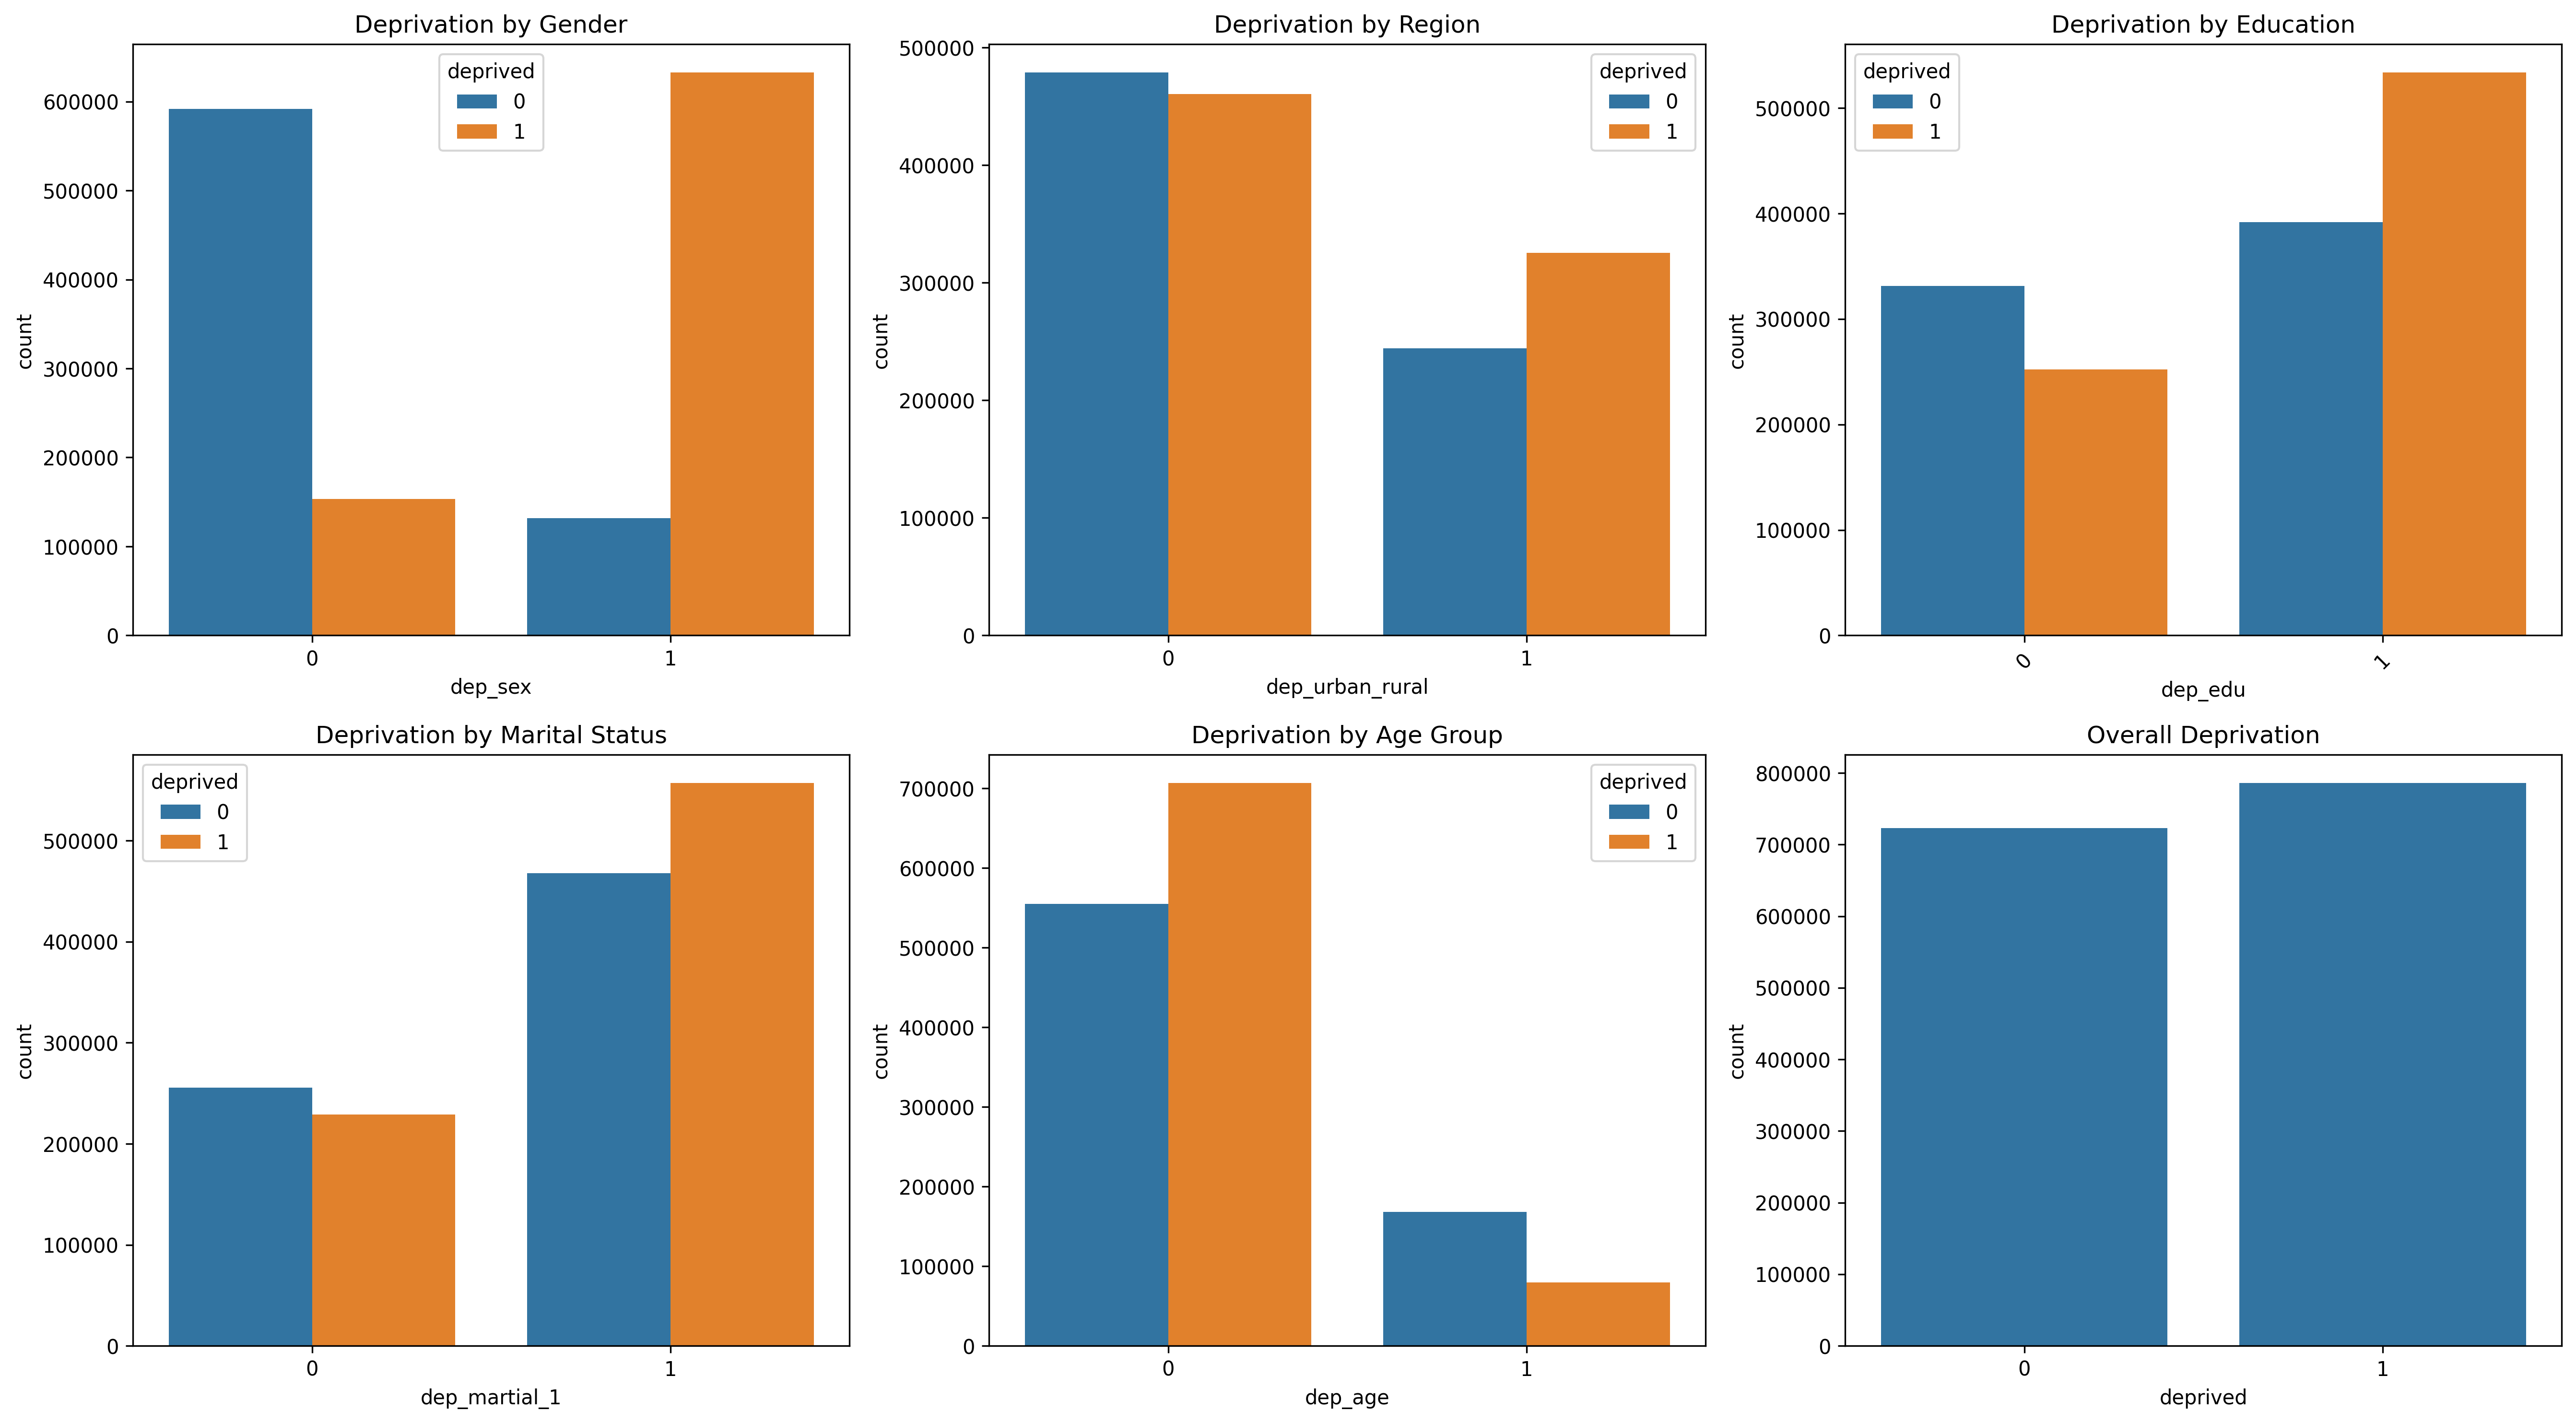 Deprivation by Gender
600000
500000
400000
300000
200000
100000
0
count
deprived
0
1
0
1
dep_sex
Deprivation by Region
500000
400000
300000
200000
100000
0
count
deprived
0
1
0
1
dep_urban_rural
Deprivation by Education
500000
400000
300000
200000
100000
0
count
deprived
0
1
0
1
dep_edu
Deprivation by Marital Status
500000
400000
300000
200000
100000
0
count
deprived
0
1
0
1
dep_martial_1
Deprivation by Age Group
700000
600000
500000
400000
300000
200000
100000
0
count
deprived
0
1
0
1
dep_age
Overall Deprivation
800000
700000
600000
500000
400000
300000
200000
100000
0
count
0
1
deprived